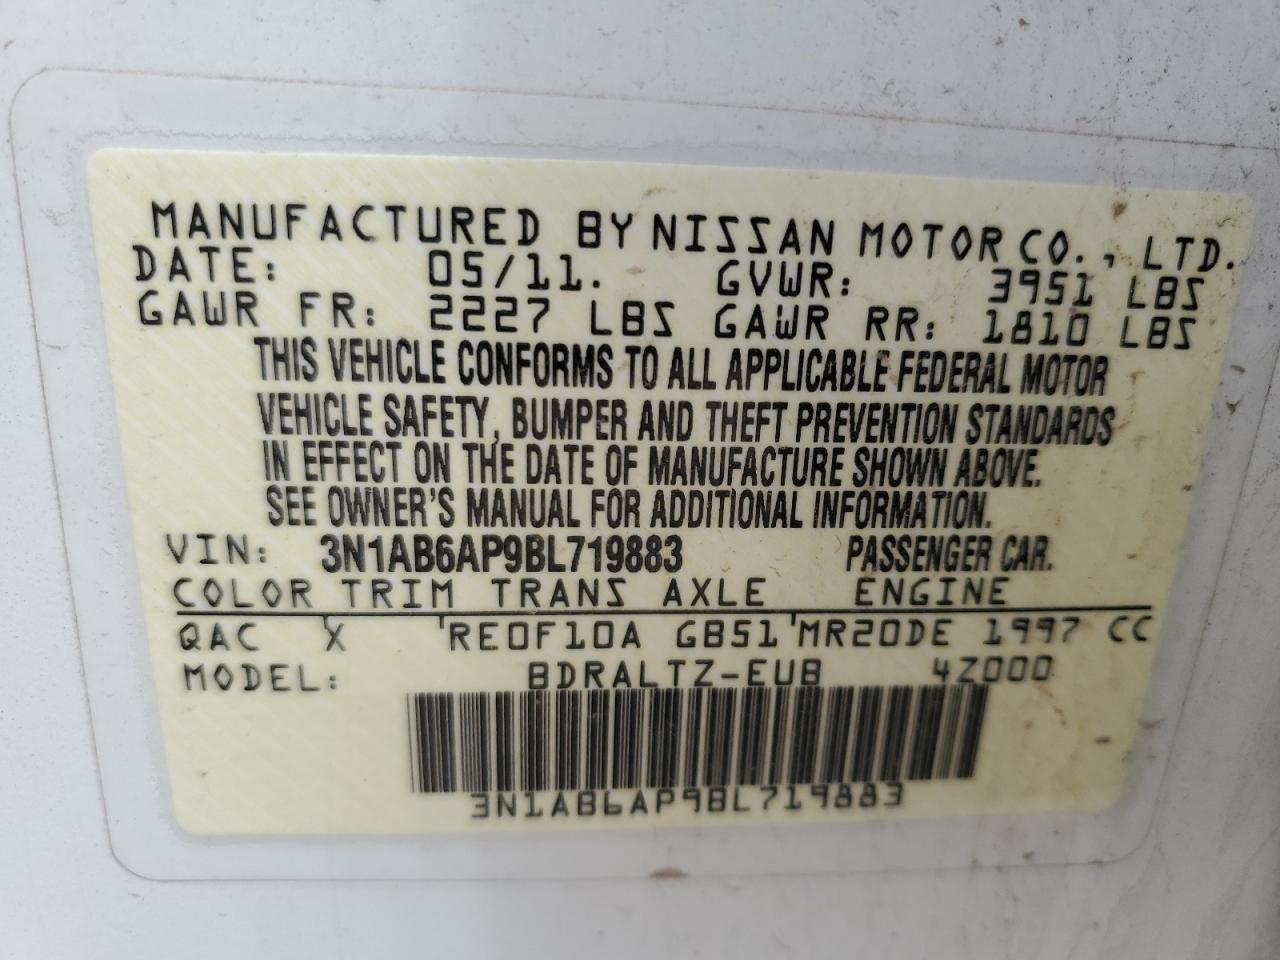 MANUFACTURED BY NISSAN MOTOR CO., LTD.
DATE: 05/11. GVWR: 3951 LBS
GAWR FR: 2227 LBS GAWR RR: 1810 LBS
THIS VEHICLE CONFORMS TO ALL APPLICABLE FEDERAL MOTOR
VEHICLE SAFETY, BUMPER AND THEFT PREVENTION STANDARDS
IN EFFECT ON THE DATE OF MANUFACTURE SHOWN ABOVE.
SEE OWNER'S MANUAL FOR ADDITIONAL INFORMATION.
VIN: 3N1AB6AP9BL719883 PASSENGER CAR.
COLOR TRIM TRANS AXLE ENGINE
QAC X RE0F10A GB51 MR20DE 1997 CC
MODEL: BDRALTZ-EUB 4Z000
3N1AB6AP9BL719883